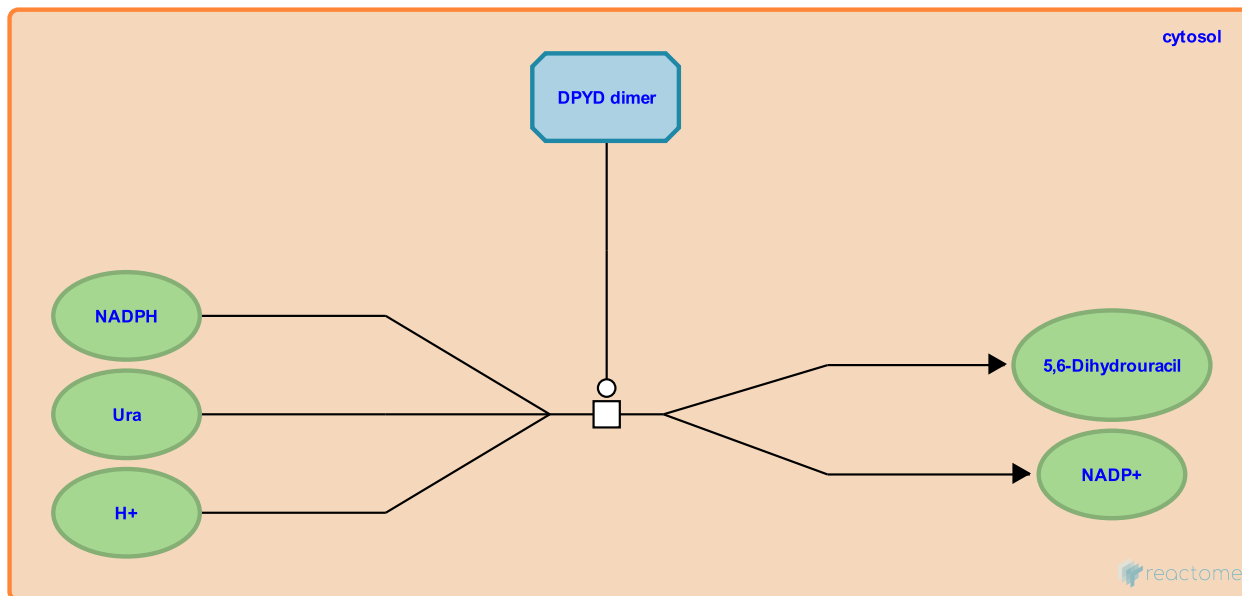 cytosol
DPYD dimer
NADPH
5,6-Dihydrouracil
Ura
NADP+
H+
reactome